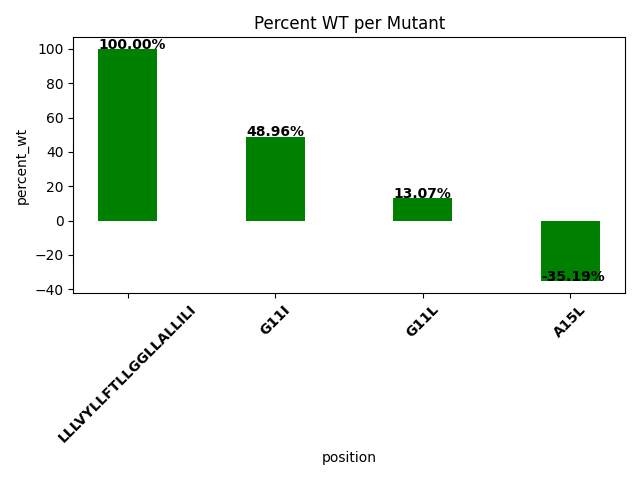 Percent WT per Mutant
100.00%
48.96%
13.07%
-35.19%
percent_wt
100
80
60
40
20
0
−20
−40
LLLVYLLFTLLGGLLALLILI
G11I
G11L
A15L
position